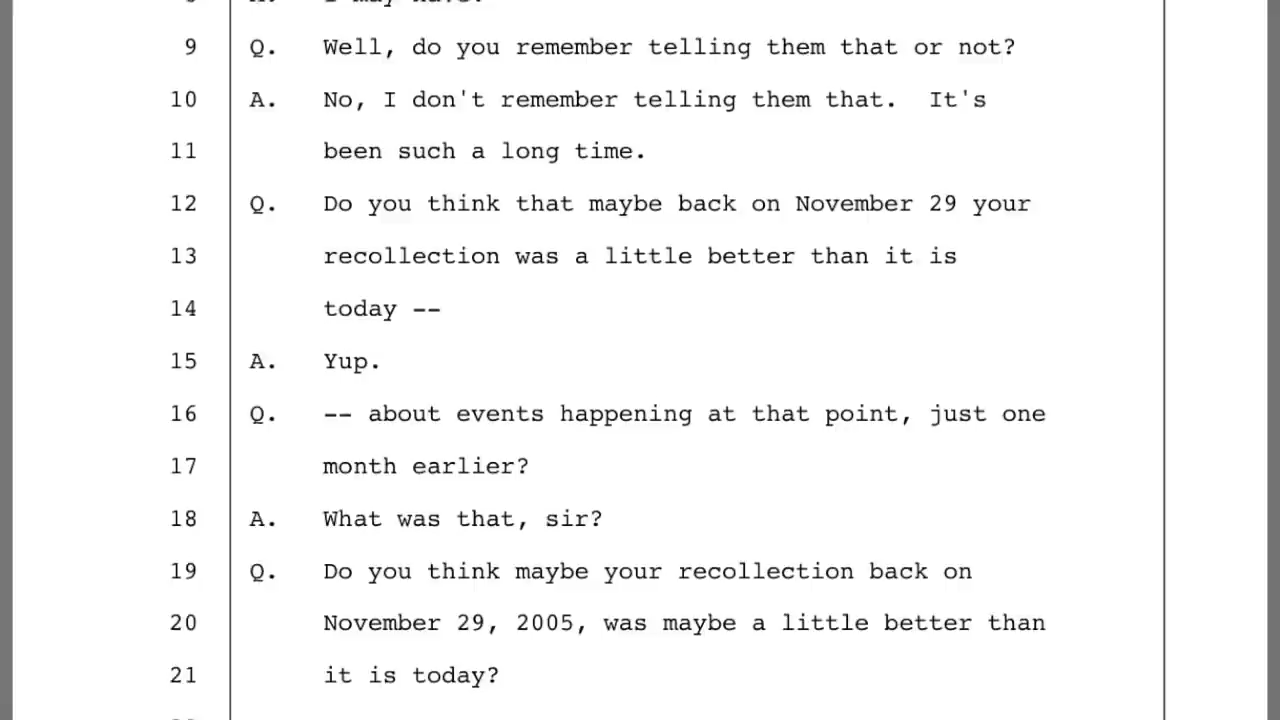 9 Q. Well, do you remember telling them that or not?
10 A. No, I don't remember telling them that. It's
11 been such a long time.
12 Q. Do you think that maybe back on November 29 your
13 recollection was a little better than it is
14 today --
15 A. Yup.
16 Q. -- about events happening at that point, just one
17 month earlier?
18 A. What was that, sir?
19 Q. Do you think maybe your recollection back on
20 November 29, 2005, was maybe a little better than
21 it is today?